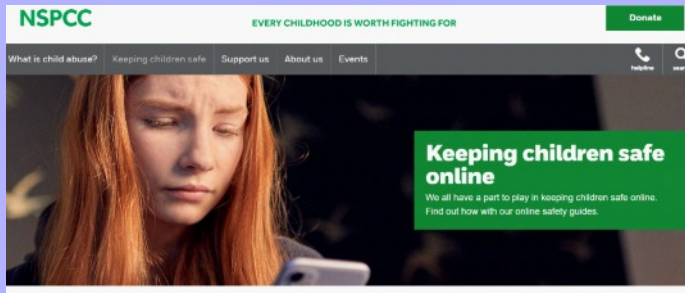 NSPCC
EVERY CHILDHOOD IS WORTH FIGHTING FOR
Donate
What is child abuse? Keeping children safe Support us About us Events
helpline
Keeping children safe
online
We all have a part to play in keeping children safe online.
Find out how with our online safety guides.